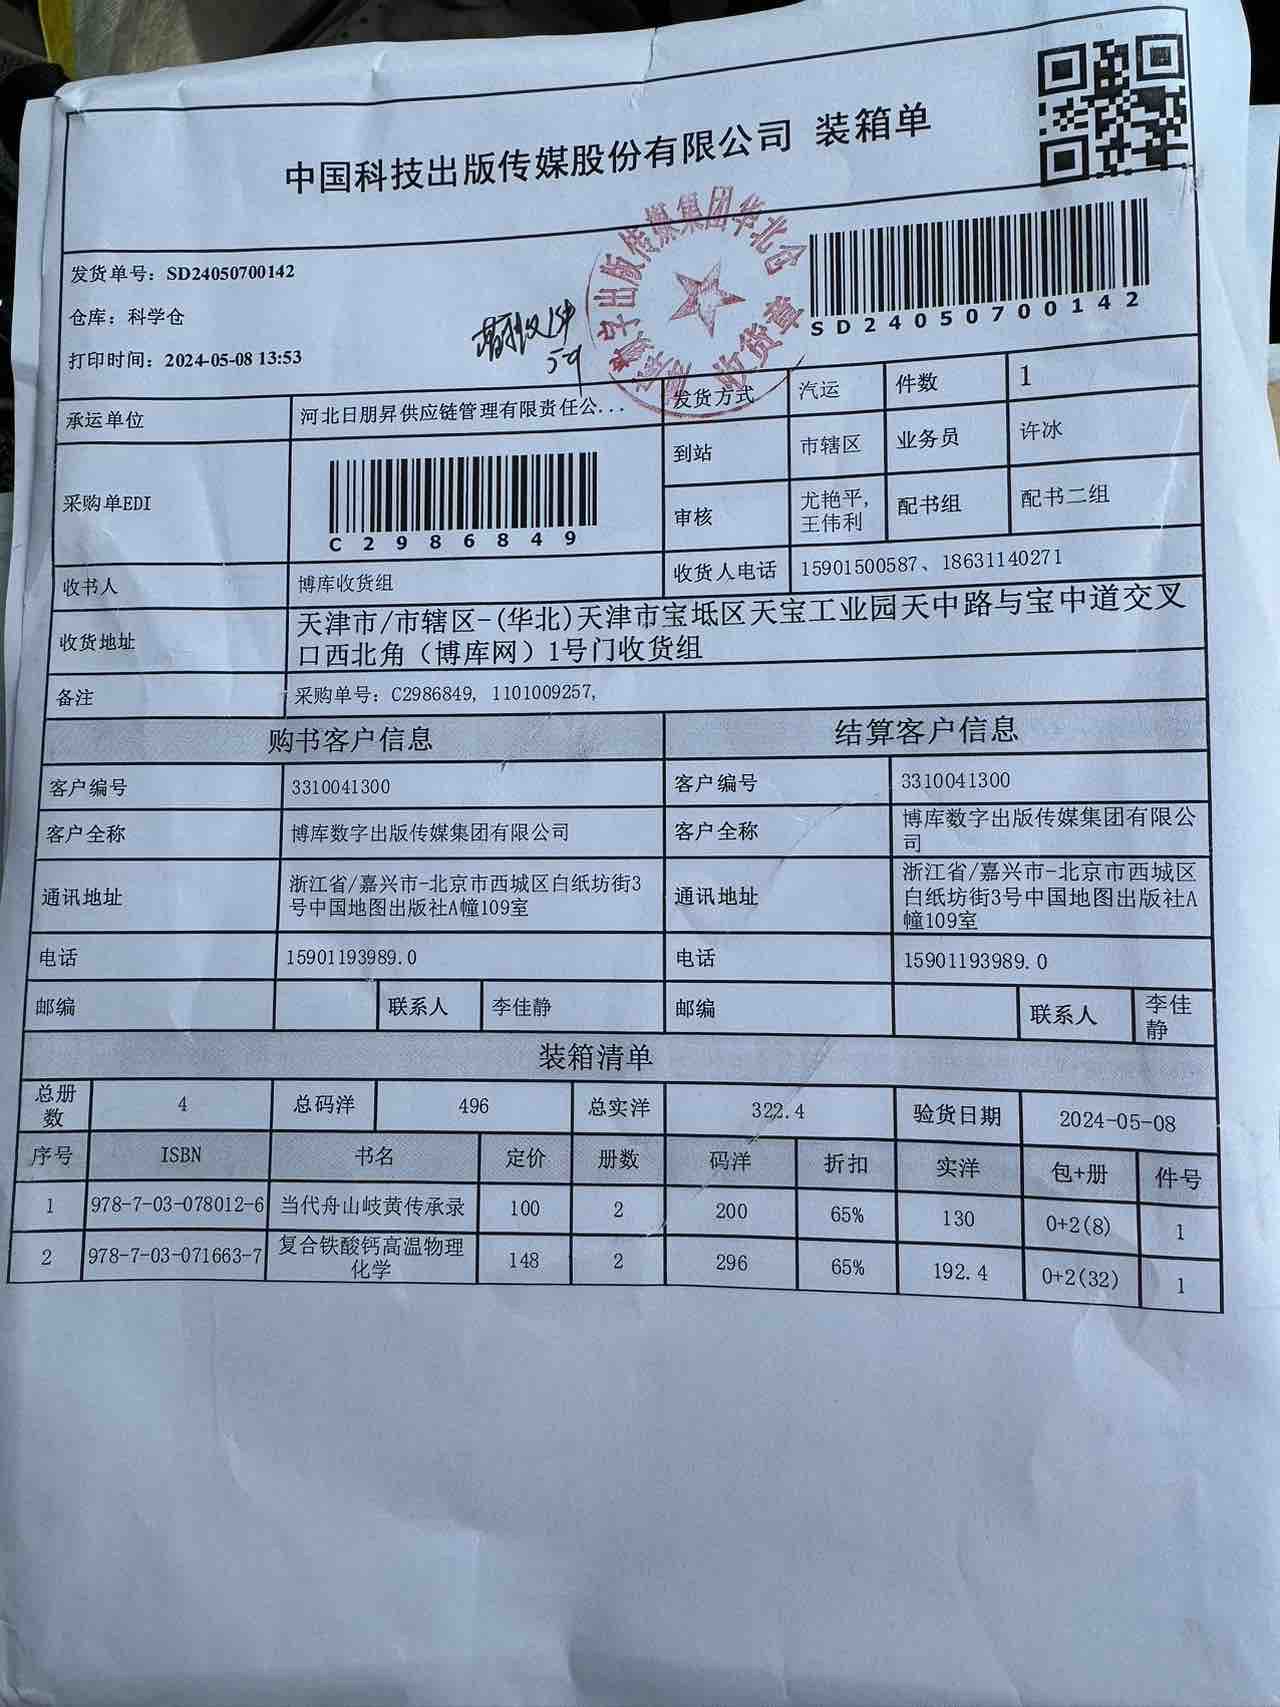 中国科技出版传媒股份有限公司 装箱单
发货单号：SD24050700142
仓库：科学仓
打印时间：2024-05-08 13:53
SD24050700142
5-9
收货章
承运单位 河北日朋昇供应链管理有限责任公... 发货方式 汽运 件数 1
到站 市辖区 业务员 许冰
采购单EDI C2986849
审核 尤艳平, 配书组 配书二组
王伟利
收书人 博库收货组 收货人电话 15901500587、18631140271
收货地址 天津市/市辖区-(华北)天津市宝坻区天宝工业园天中路与宝中道交叉
口西北角（博库网）1号门收货组
备注 采购单号：C2986849, 1101009257,
购书客户信息 结算客户信息
客户编号 3310041300 客户编号 3310041300
客户全称 博库数字出版传媒集团有限公司 客户全称 博库数字出版传媒集团有限公
司
通讯地址 浙江省/嘉兴市-北京市西城区白纸坊街3 通讯地址 浙江省/嘉兴市-北京市西城区
号中国地图出版社A幢109室 白纸坊街3号中国地图出版社A
幢109室
电话 15901193989.0 电话 15901193989.0
邮编 联系人 李佳静 邮编 联系人 李佳
静
装箱清单
总册 4 总码洋 496 总实洋 322.4 验货日期 2024-05-08
数
序号 ISBN 书名 定价 册数 码洋 折扣 实洋 包+册 件号
1 978-7-03-078012-6 当代舟山岐黄传承录 100 2 200 65% 130 0+2(8) 1
2 978-7-03-071663-7 复合铁酸钙高温物理 148 2 296 65% 192.4 0+2(32) 1
化学